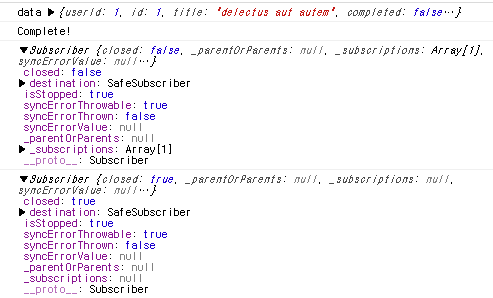 data ▶ {userId: 1, id: 1, title: "delectus aut autem", completed: false…}
Complete!
▼Subscriber {closed: false, _parentOrParents: null, _subscriptions: Array[1],
syncErrorValue: null…}
closed: false
▶ destination: SafeSubscriber
isStopped: true
syncErrorThrowable: true
syncErrorThrown: false
syncErrorValue: null
_parentOrParents: null
▶ _subscriptions: Array[1]
__proto__: Subscriber
▼Subscriber {closed: true, _parentOrParents: null, _subscriptions: null,
syncErrorValue: null…}
closed: true
▶ destination: SafeSubscriber
isStopped: true
syncErrorThrowable: true
syncErrorThrown: false
syncErrorValue: null
_parentOrParents: null
_subscriptions: null
__proto__: Subscriber